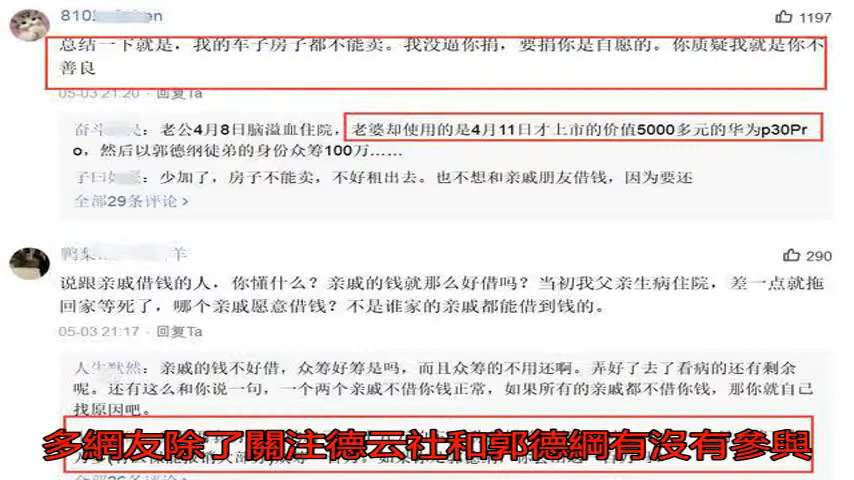 1197
总结一下就是，我的车子房子都不能卖。我没逼你捐，要捐你是自愿的。你质疑我就是你不
善良
05-03 21:20 · 回复Ta
老公4月8日脑溢血住院，老婆却使用的是4月11日才上市的价值5000多元的华为p30Pr
o，然后以郭德纲徒弟的身份众筹100万……
少加了，房子不能卖，不好租出去。也不想和亲戚朋友借钱，因为要还
全部29条评论 >
290
说跟亲戚借钱的人，你懂什么？亲戚的钱就那么好借吗？当初我父亲生病住院，差一点就拖
回家等死了，哪个亲戚愿意借钱？不是谁家的亲戚都能借到钱的。
05-03 21:17 · 回复Ta
人生默然：亲戚的钱不好借，众筹好筹是吗，而且众筹的不用还啊。弄好了去了看病的还有剩余
呢。还有这么和你说一句，一个两个亲戚不借你钱正常，如果所有的亲戚都不借你钱，那你就自己
找原因吧。
多網友除了關注德云社和郭德綱有沒有參與